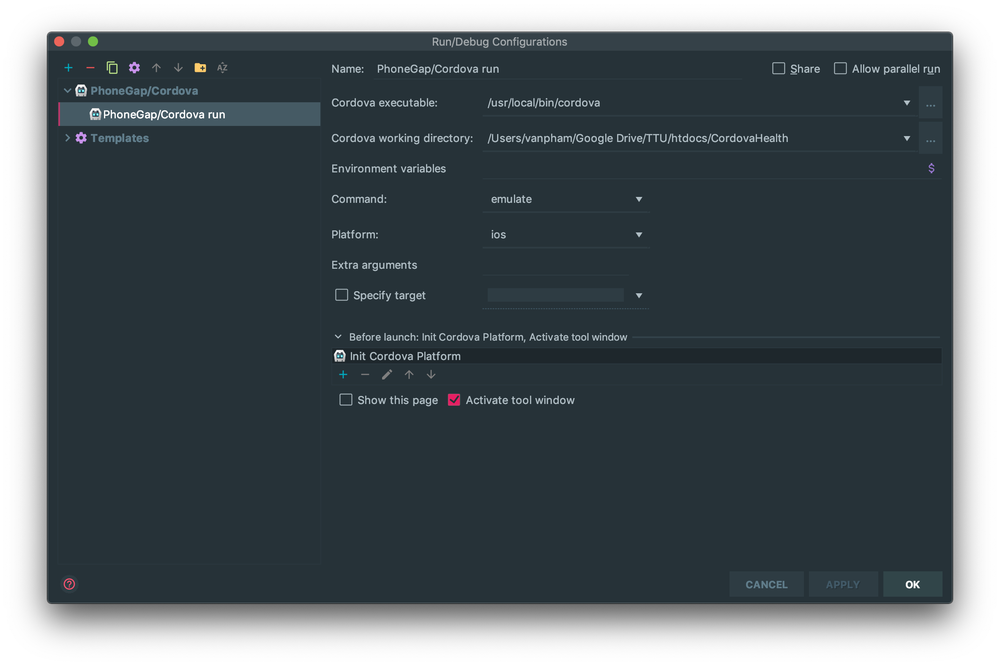 Run/Debug Configurations
AZ
PhoneGap/Cordova
PhoneGap/Cordova run
Templates
Name: PhoneGap/Cordova run
Share
Allow parallel run
Cordova executable: /usr/local/bin/cordova ...
Cordova working directory: /Users/vanpham/Google Drive/TTU/htdocs/CordovaHealth ...
Environment variables $
Command: emulate
Platform: ios
Extra arguments
Specify target
Before launch: Init Cordova Platform, Activate tool window
Init Cordova Platform
Show this page Activate tool window
?
CANCEL APPLY OK